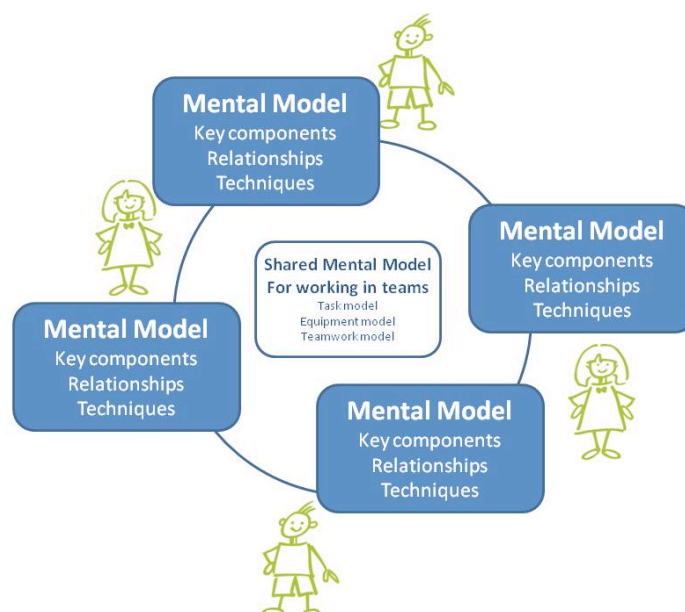 Mental Model
Key components
Relationships
Techniques
Mental Model
Key components
Relationships
Techniques
Shared Mental Model
For working in teams
Task model
Equipment model
Teamwork model
Mental Model
Key components
Relationships
Techniques
Mental Model
Key components
Relationships
Techniques